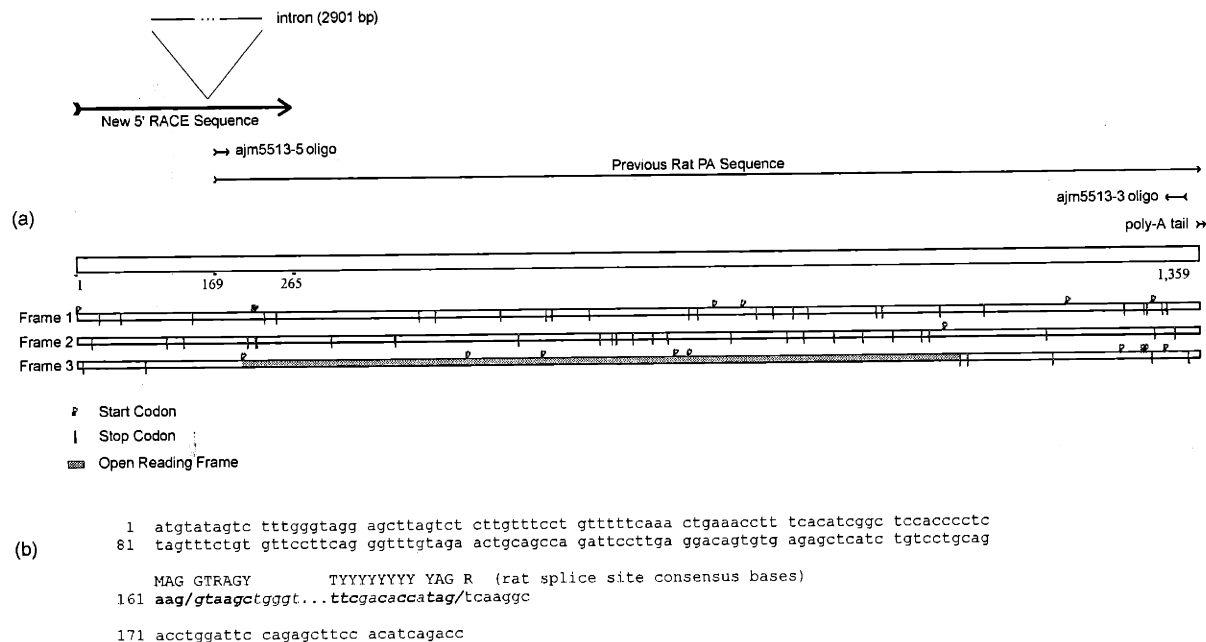 intron (2901 bp)
New 5' RACE Sequence
ajm5513-5 oligo
Previous Rat PA Sequence
ajm5513-3 oligo
(a)
poly-A tail
1 169 265 1,359
Frame 1
Frame 2
Frame 3
Start Codon
Stop Codon
Open Reading Frame
(b)
1 atgtatagtc tttgggtagg agcttagtct cttgtttcct gtttttcaaa ctgaaacctt tcacatcggc tccacccctc
81 tagtttctgt gttccttcag ggtttgtaga actgcagcca gattccttga ggacagtgtg agagctcatc tgtcctgcag
MAG GTRAGY TYYYYYYYY YAG R (rat splice site consensus bases)
161 aag/gtaagctgggt...ttcgacaccatag/tcaaggc
171 acctggattc cagagcttcc acatcagacc